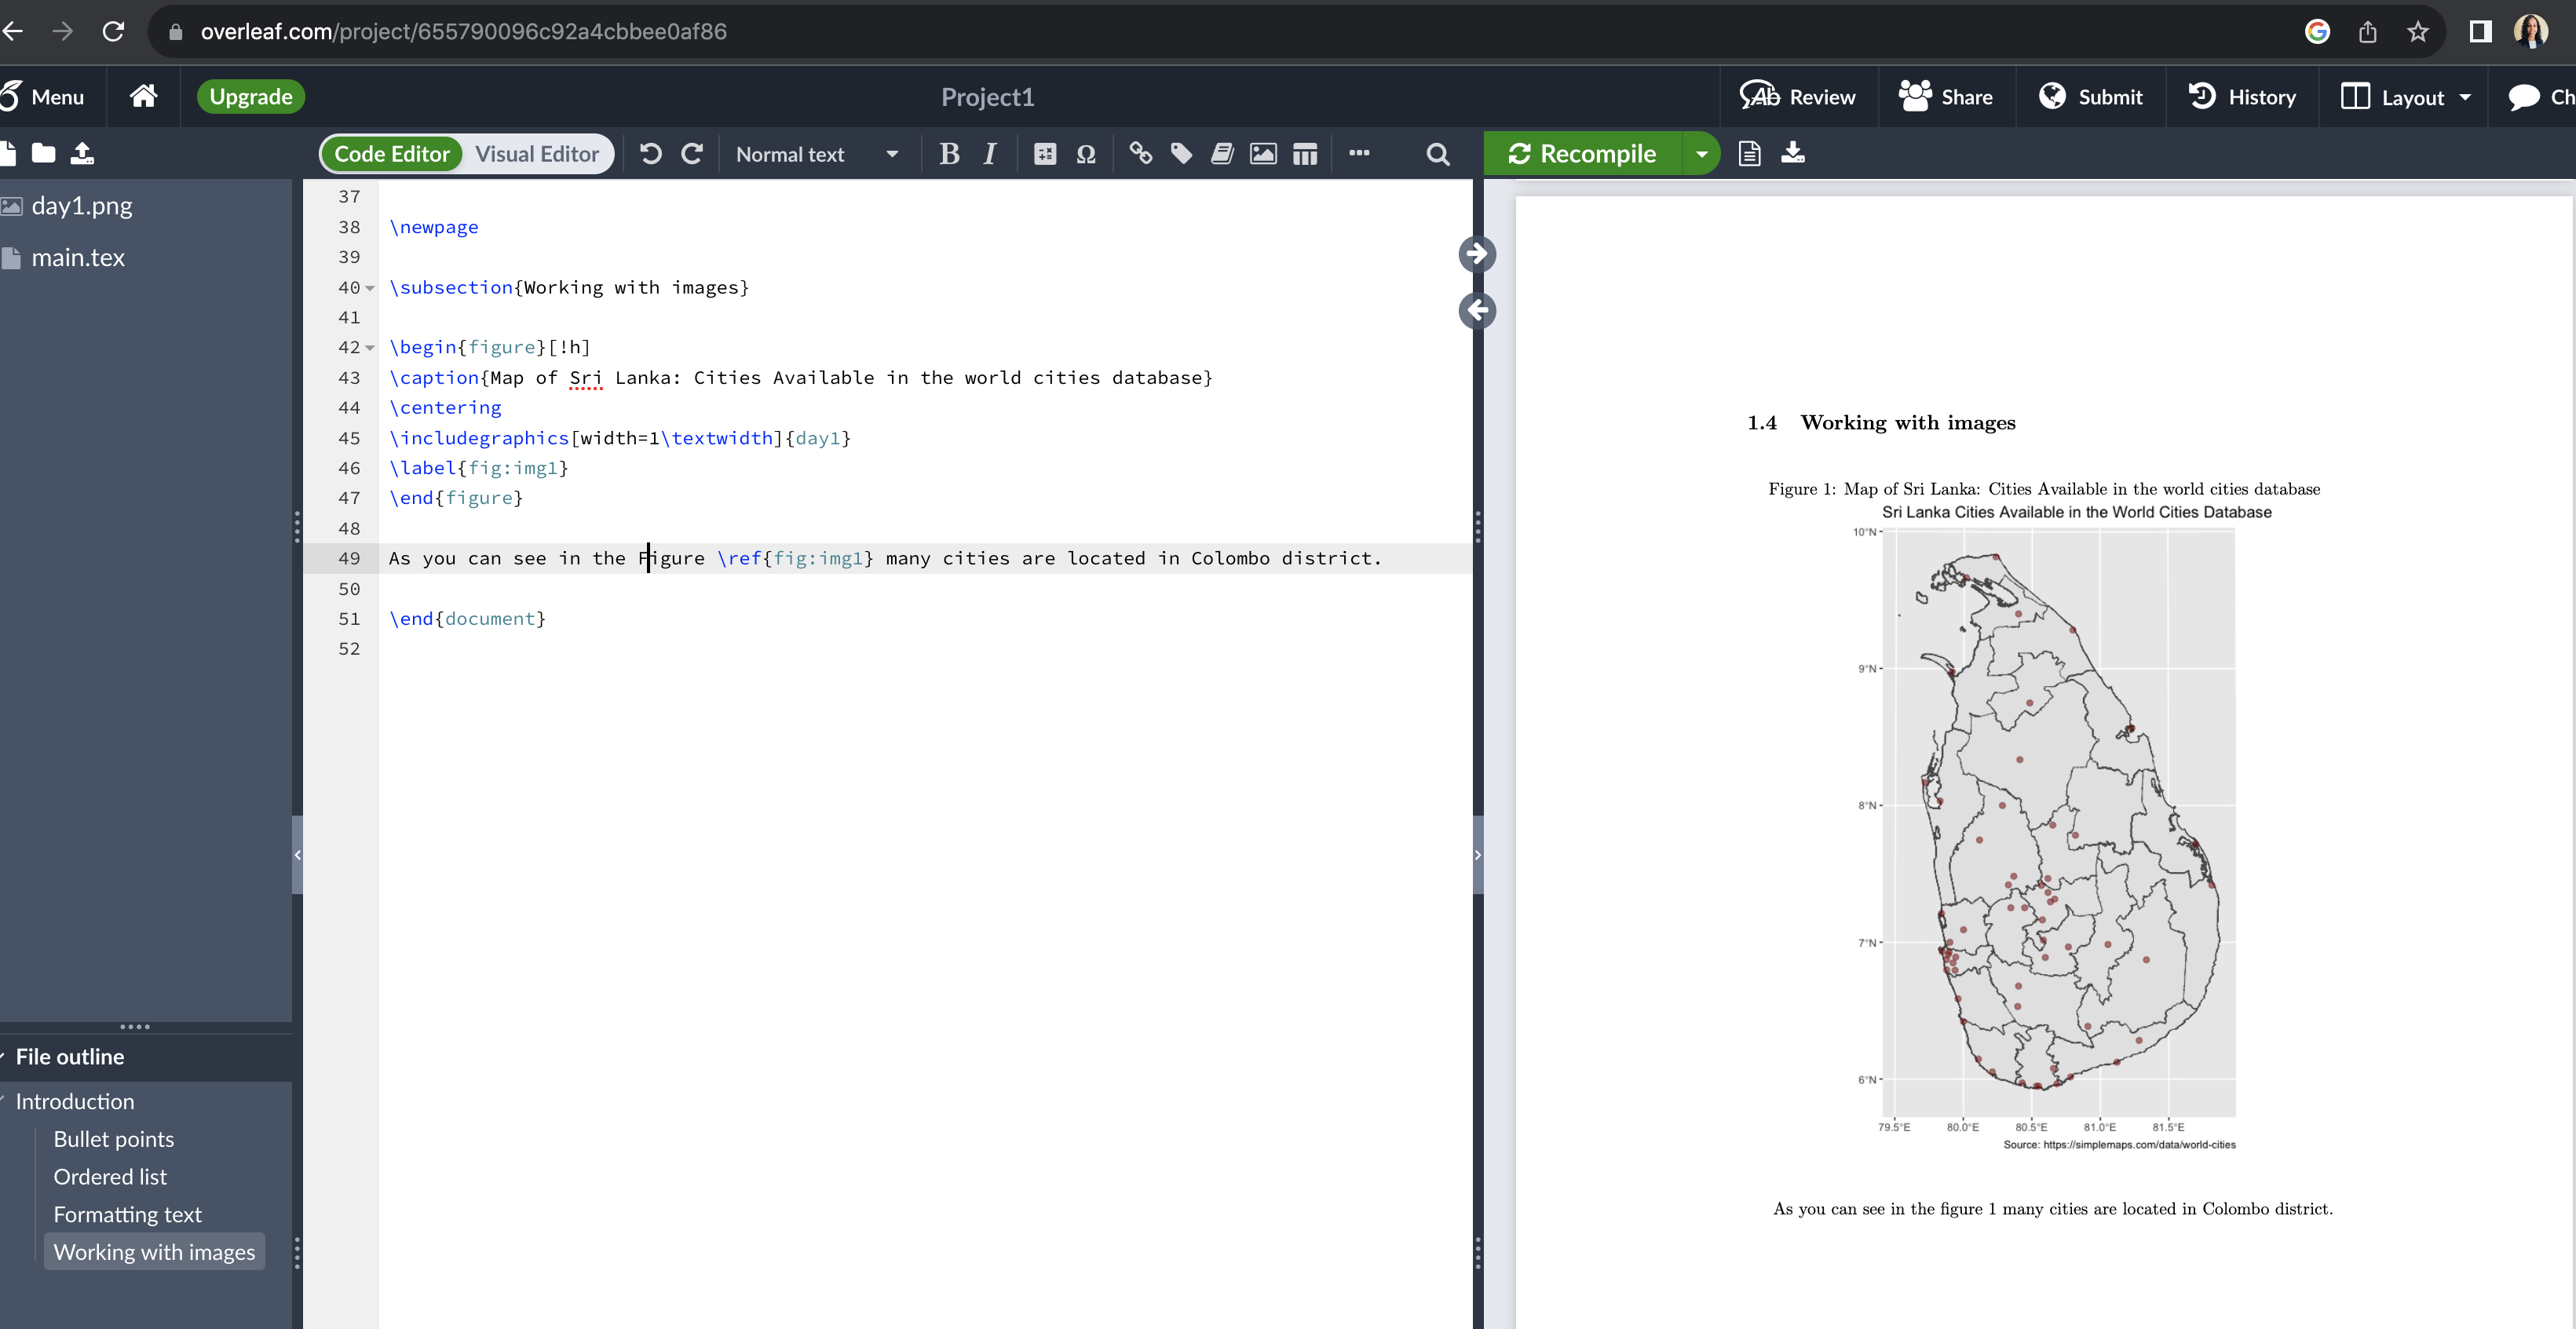 overleaf.com/project/655790096c92a4cbbee0af86
Menu
Upgrade
Project1
Review
Share
Submit
History
Layout
Ch
Code Editor
Visual Editor
Normal text
B I
Ω
Recompile
day1.png
main.tex
File outline
Introduction
Bullet points
Ordered list
Formatting text
Working with images
37
38 \newpage
39
40 \subsection{Working with images}
41
42 \begin{figure}[!h]
43 \caption{Map of Sri Lanka: Cities Available in the world cities database}
44 \centering
45 \includegraphics[width=1\textwidth]{day1}
46 \label{fig:img1}
47 \end{figure}
48
49 As you can see in the Figure \ref{fig:img1} many cities are located in Colombo district.
50
51 \end{document}
52
1.4 Working with images
Figure 1: Map of Sri Lanka: Cities Available in the world cities database
Sri Lanka Cities Available in the World Cities Database
10°N
9°N
8°N
7°N
6°N
79.5°E 80.0°E 80.5°E 81.0°E 81.5°E
Source: https://simplemaps.com/data/world-cities
As you can see in the figure 1 many cities are located in Colombo district.